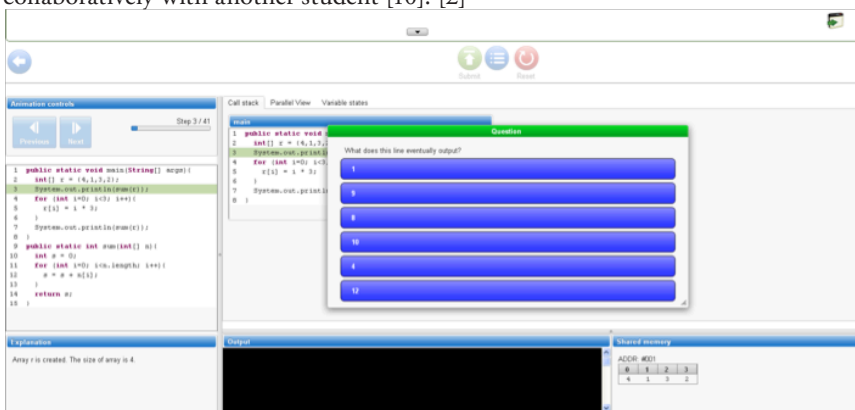 collaboratively with another student [10]. [2]
Submit
Reset
Animation controls
Step 3 / 41
Previous
Next
1 public static void main(String[] args){
2 int[] r = {4,1,3,2};
3 System.out.println(sum(r));
4 for (int i=0; i<3; i++){
5 r[i] = i * 3;
6 }
7 System.out.println(sum(r));
8 }
9 public static int sum(int[] n){
10 int s = 0;
11 for (int i=0; i<n.length; i++){
12 s = s + n[i];
13 }
14 return s;
15 }
Call stack
Parallel View
Variable states
main
1 public static void
2 int[] r = {4,1,3,
3 System.out.printl
4 for (int i=0; i<3
5 r[i] = i * 3;
6 }
7 System.out.printl
8 }
Question
What does this line eventually output?
1
9
8
10
4
12
Explanation
Array r is created. The size of array is 4.
Output
Shared memory
ADDR: #001
0 1 2 3
4 1 3 2